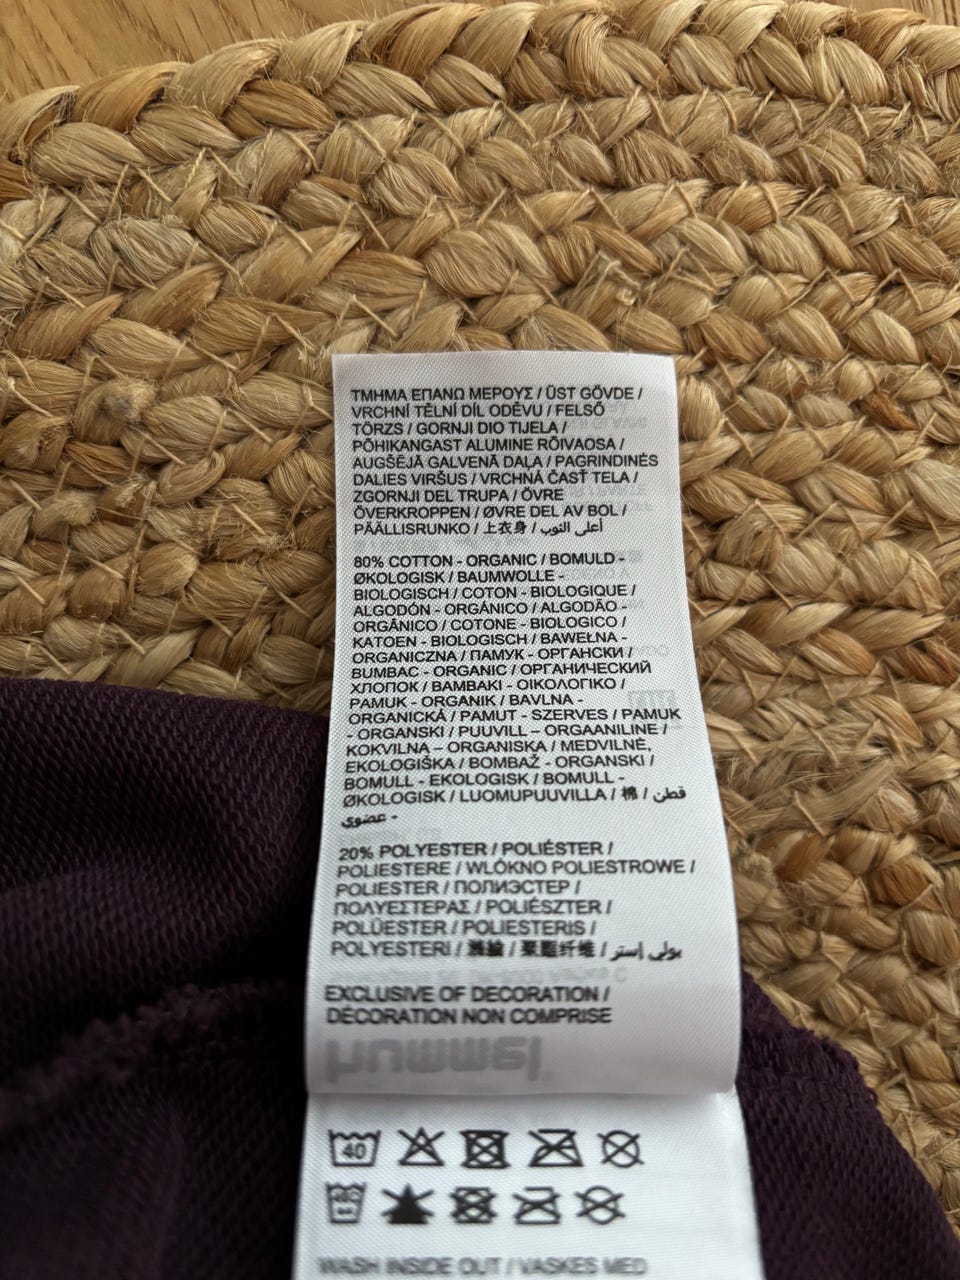 ΤΜΗΜΑ ΕΠΑΝΩ ΜΕΡΟΥΣ / ÜST GÖVDE /
VRCHNÍ TĚLNÍ DÍL ODĚVU / FELSŐ
TÖRZS / GORNJI DIO TIJELA /
PÕHIKANGAST ALUMINE RÕIVAOSA /
AUGŠĒJĀ GALVENĀ DAĻA / PAGRINDINĖS
DALIES VIRŠUS / VRCHNÁ ČASŤ TELA /
ZGORNJI DEL TRUPA / ÖVRE
ÖVERKROPPEN / ØVRE DEL AV BOL /
PÄÄLLISRUNKO / 上衣身 / أعلى الثوب
80% COTTON - ORGANIC / BOMULD -
ØKOLOGISK / BAUMWOLLE -
BIOLOGISCH / COTON - BIOLOGIQUE /
ALGODÓN - ORGÁNICO / ALGODÃO -
ORGÂNICO / COTONE - BIOLOGICO /
KATOEN - BIOLOGISCH / BAWEŁNA -
ORGANICZNA / ПАМУК - ОРГАНСКИ /
BUMBAC - ORGANIC / ОРГАНИЧЕСКИЙ
ХЛОПОК / ΒΑΜΒΑΚΙ - ΟΙΚΟΛΟΓΙΚΟ /
PAMUK - ORGANIK / BAVLNA -
ORGANICKÁ / PAMUT - SZERVES / PAMUK
- ORGANSKI / PUUVILL – ORGAANILINE /
KOKVILNA – ORGANISKA / MEDVILNĖ,
EKOLOGIŠKA / BOMBAŽ - ORGANSKI /
BOMULL - EKOLOGISK / BOMULL -
ØKOLOGISK / LUOMUPUUVILLA / 棉 / قطن
- عضوي
20% POLYESTER / POLIÉSTER /
POLIESTERE / WŁÓKNO POLIESTROWE /
POLIESTER / ПОЛИЭСТЕР /
ΠΟΛΥΕΣΤΕΡΑΣ / POLIÉSZTER /
POLÜESTER / POLIESTERIS /
POLYESTERI / 滌綸 / 聚酯纤维 / بولي إستر
EXCLUSIVE OF DECORATION /
DÉCORATION NON COMPRISE
40
WASH INSIDE OUT / VASKES MED